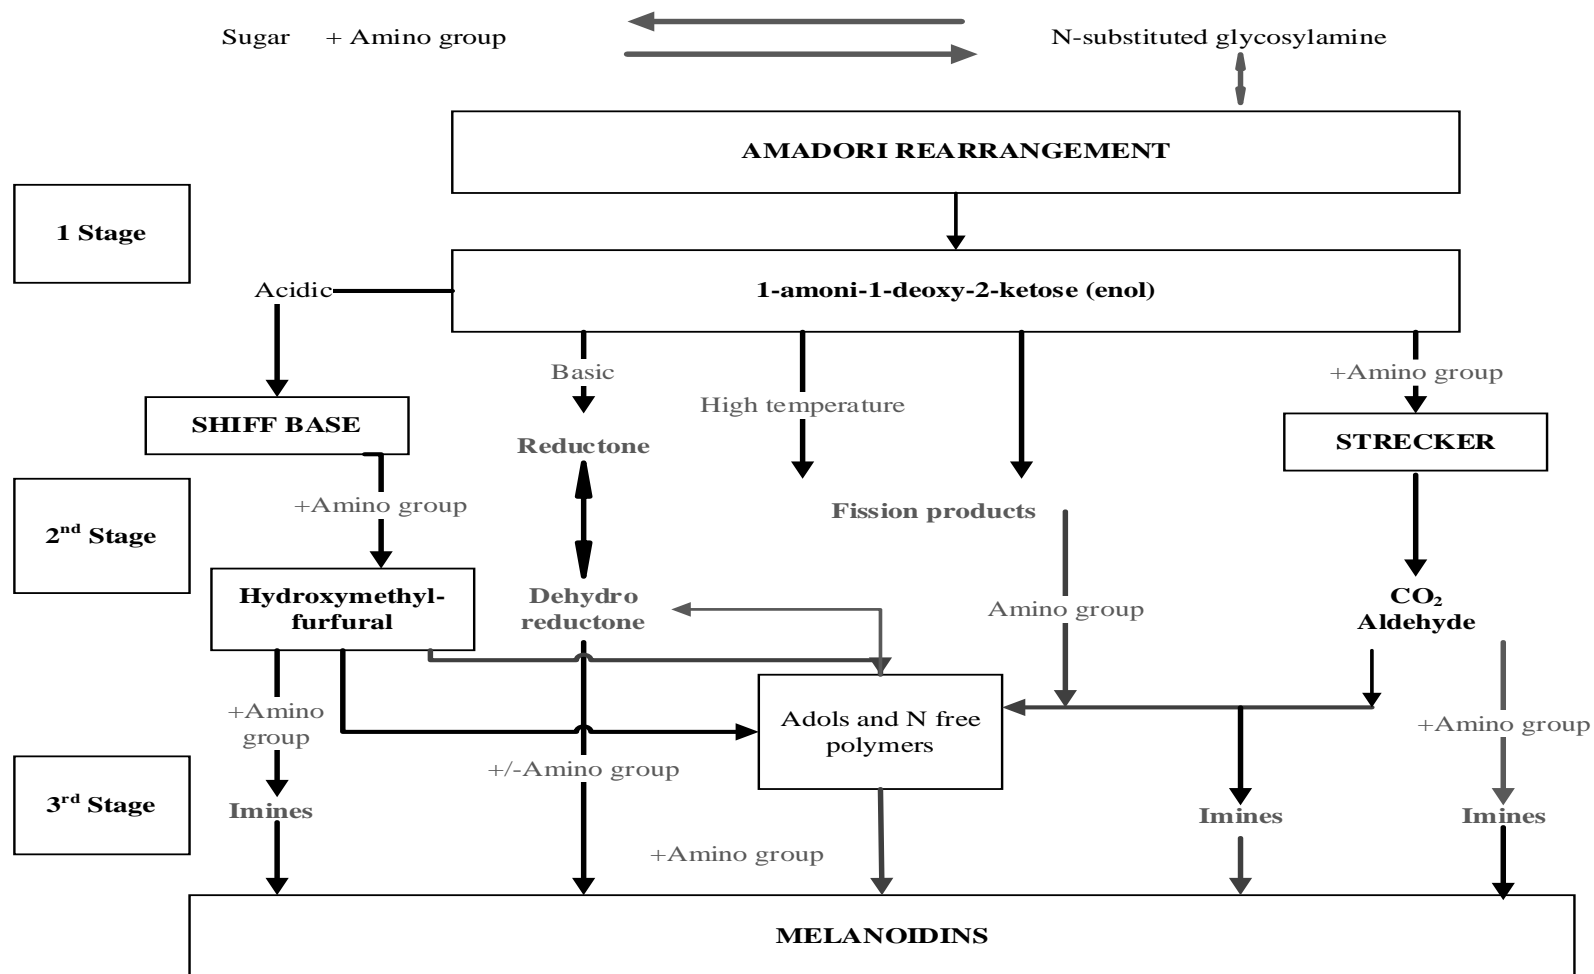 Sugar + Amino group
N-substituted glycosylamine
AMADORI REARRANGEMENT
1 Stage
1-amoni-1-deoxy-2-ketose (enol)
Acidic
Basic
High temperature
+Amino group
SHIFF BASE
Reductone
STRECKER
+Amino group
Fission products
2nd Stage
Hydroxymethyl-
furfural
Dehydro
reductone
Amino group
CO₂
Aldehyde
+Amino
group
Adols and N free
polymers
+Amino group
+/-Amino group
3rd Stage
Imines
Imines
Imines
+Amino group
MELANOIDINS